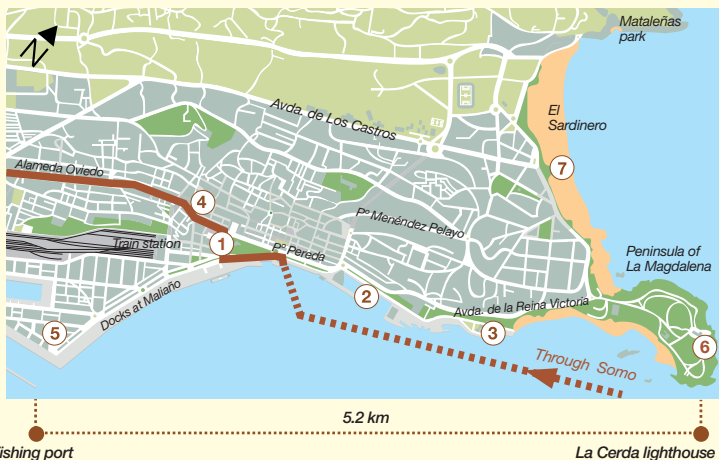 Mataleñas
park
N
Avda. de Los Castros
El
Sardinero
7
Alameda Oviedo
4
Pº Menéndez Pelayo
1
Train station
Pº Pereda
Peninsula of
La Magdalena
2
Docks at Maliaño
Avda. de la Reina Victoria
5
3
6
Through Somo
5.2 km
ishing port
La Cerda lighthouse